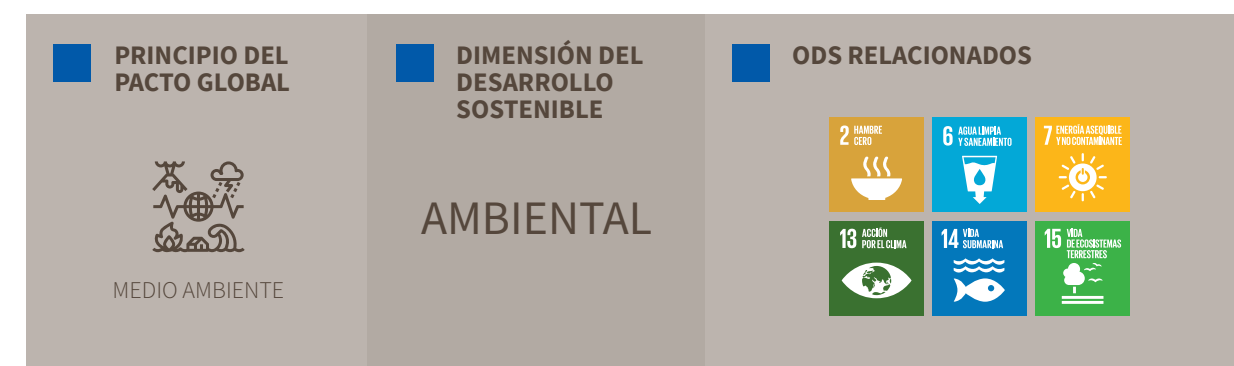 PRINCIPIO DEL
PACTO GLOBAL
MEDIO AMBIENTE
DIMENSIÓN DEL
DESARROLLO
SOSTENIBLE
AMBIENTAL
ODS RELACIONADOS
2 HAMBRE
CERO
6 AGUA LIMPIA
Y SANEAMIENTO
7 ENERGÍA ASEQUIBLE
Y NO CONTAMINANTE
13 ACCIÓN
POR EL CLIMA
14 VIDA
SUBMARINA
15 VIDA
DE ECOSISTEMAS
TERRESTRES